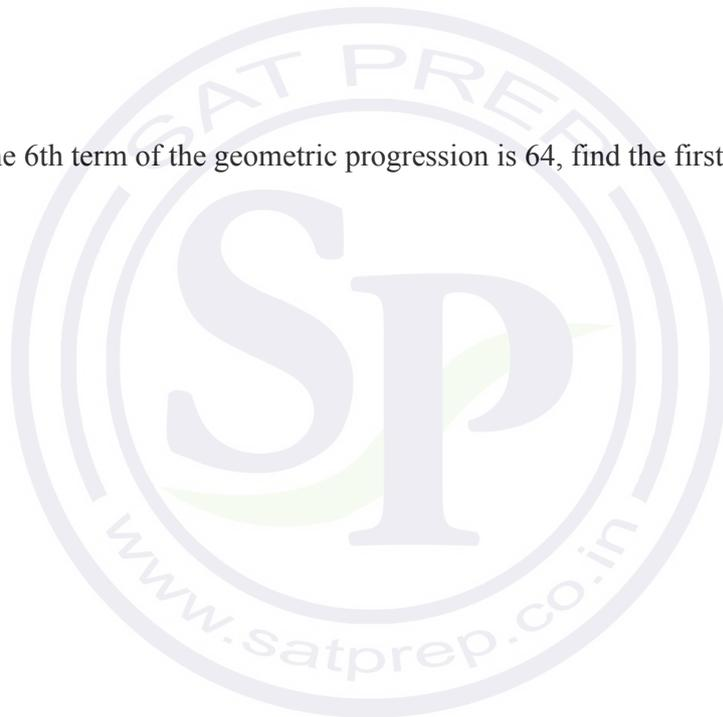 SAT PREP
6th term of the geometric progression is 64, find the first
SP
www.satprep.co.in